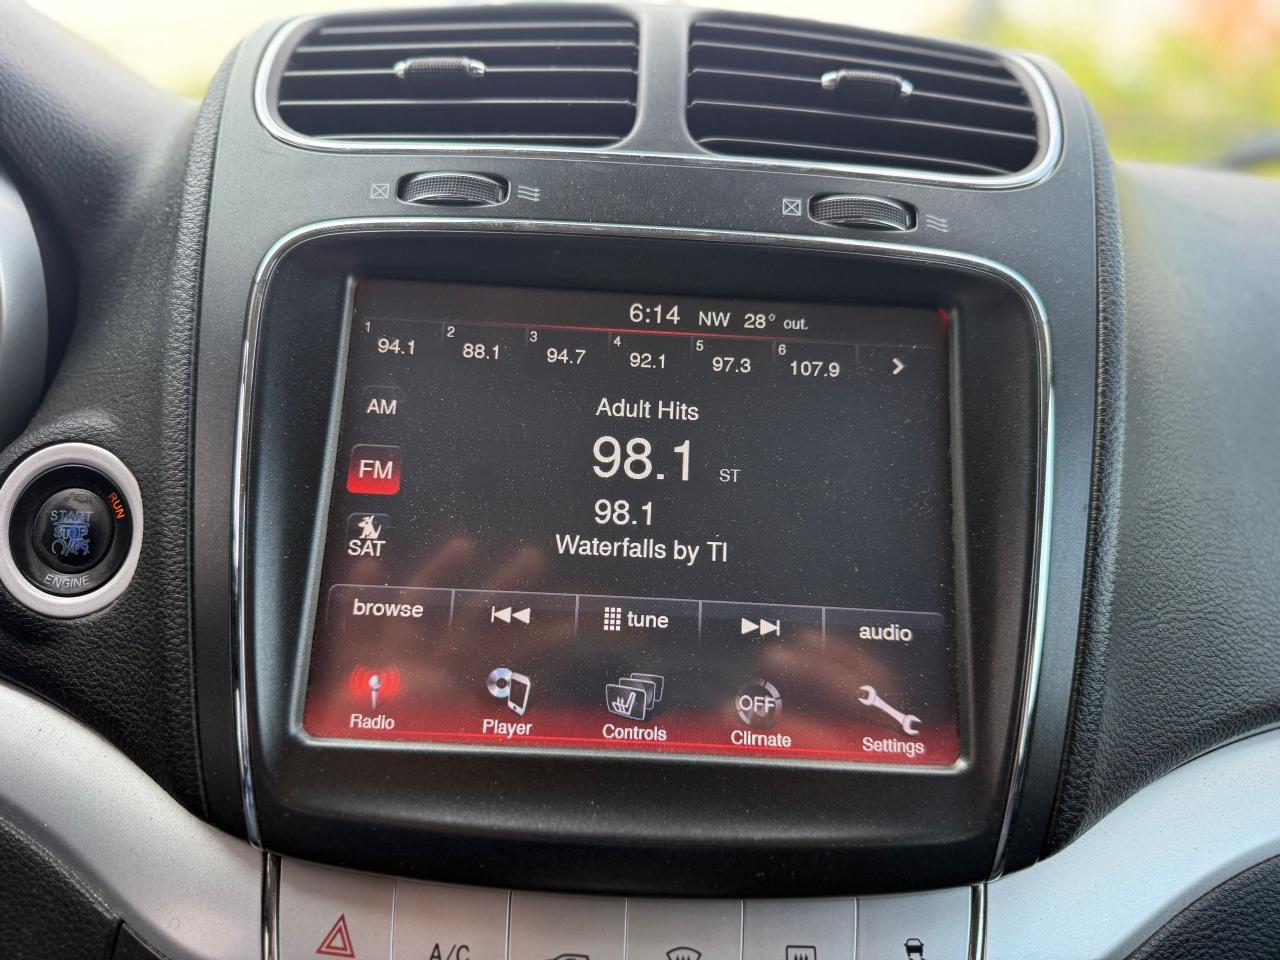 6:14 NW 28° out.
1 2 3 4 5 6
94.1 88.1 94.7 92.1 97.3 107.9
AM
Adult Hits
98.1 ST
FM
98.1
SAT
Waterfalls by TI
browse tune audio
Radio Player Controls OFF Climate Settings
RUN
START
STOP
ENGINE
A/C